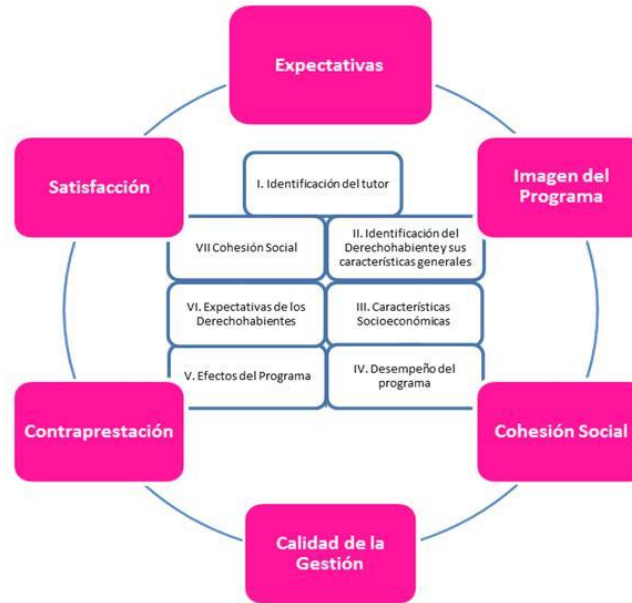 Expectativas
Satisfacción
Imagen del
Programa
I. Identificación del tutor
VII Cohesión Social
II. Identificación del
Derechohabiente y sus
características generales
VI. Expectativas de los
Derechohabientes
III. Características
Socioeconómicas
V. Efectos del Programa
IV. Desempeño del
programa
Contraprestación
Cohesión Social
Calidad de la
Gestión